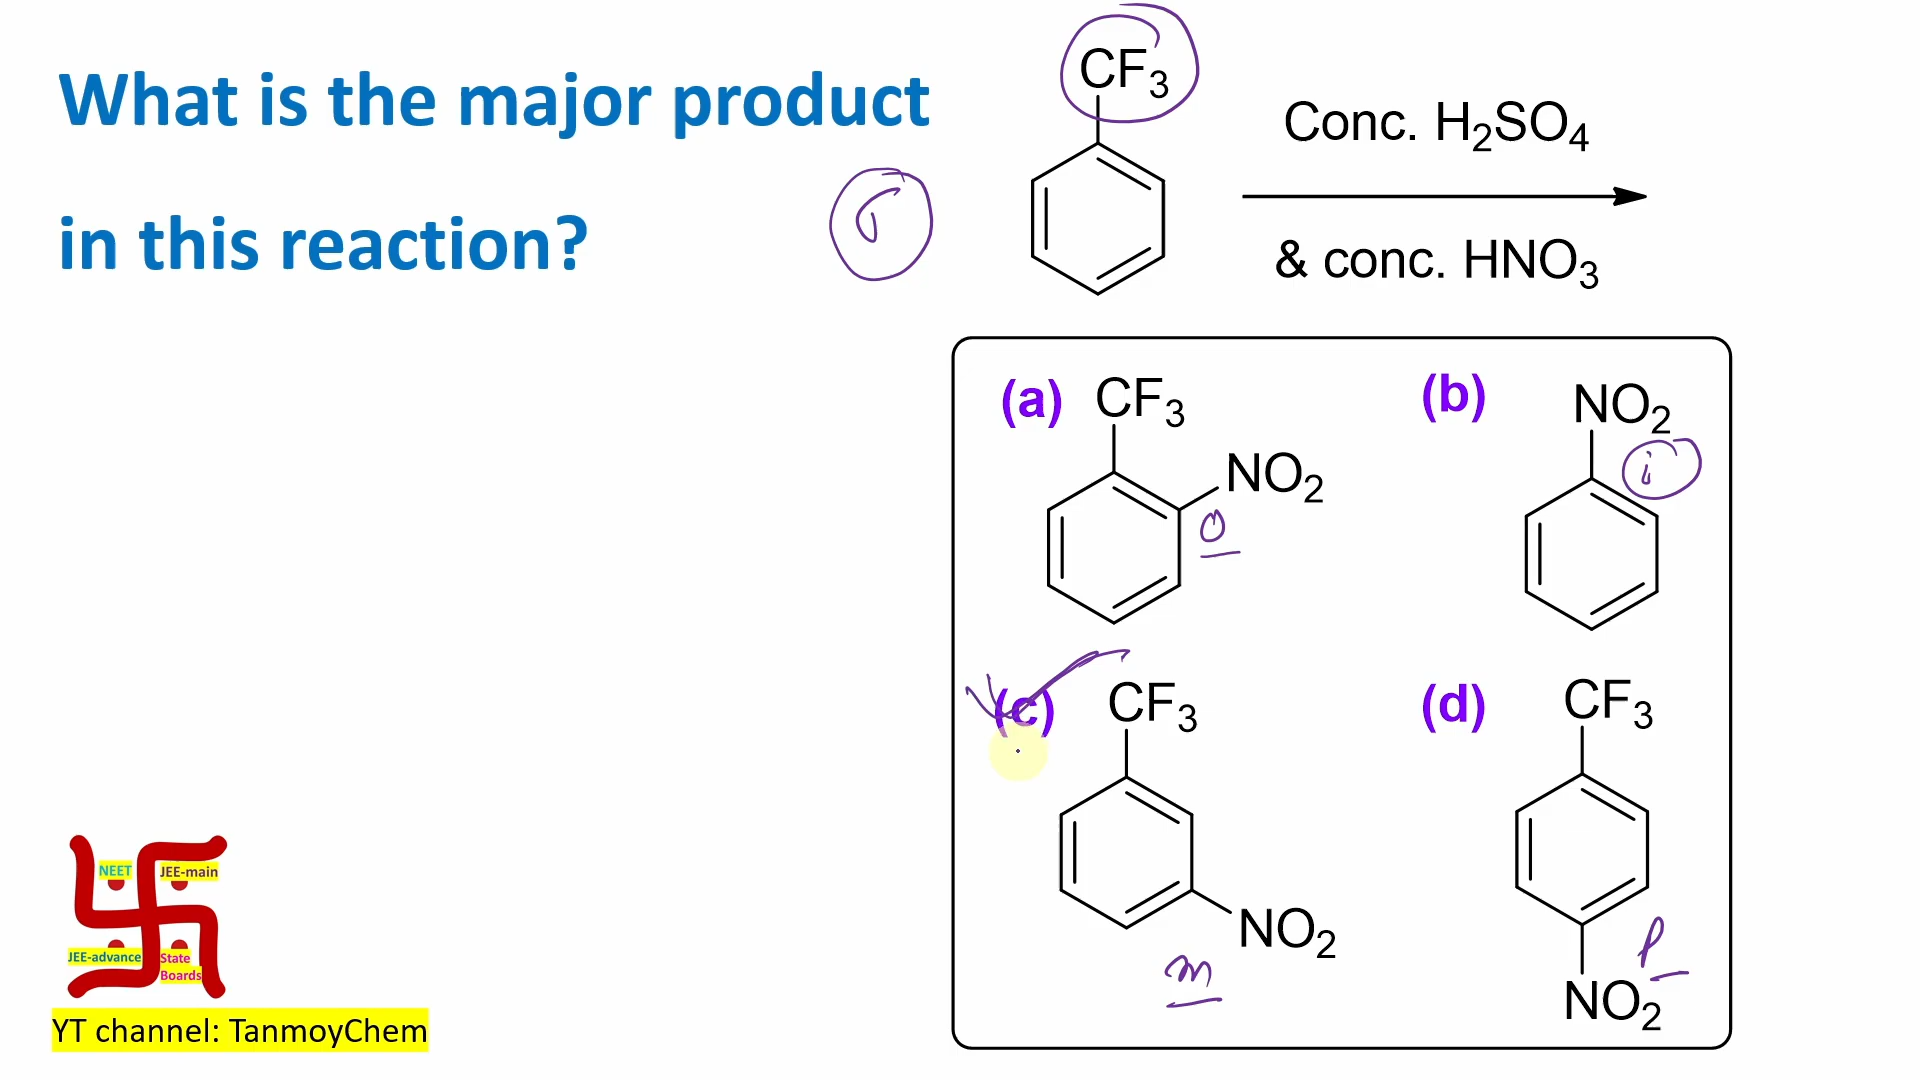 What is the major product
in this reaction?
CF3
Conc. H2SO4
& conc. HNO3
(a)
CF3
NO2
o
(b)
NO2
i
(c)
CF3
NO2
m
(d)
CF3
NO2
p
NEET
JEE-main
JEE-advance
State
Boards
YT channel: TanmoyChem